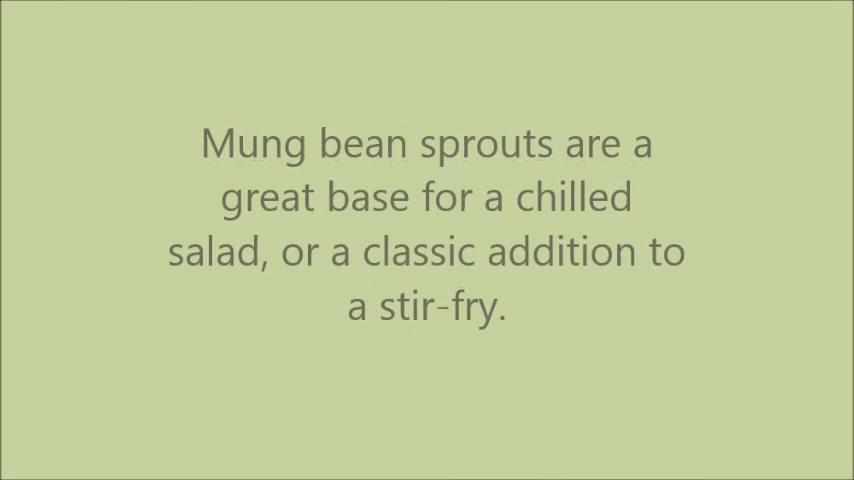 Mung bean sprouts are a
great base for a chilled
salad, or a classic addition to
a stir-fry.